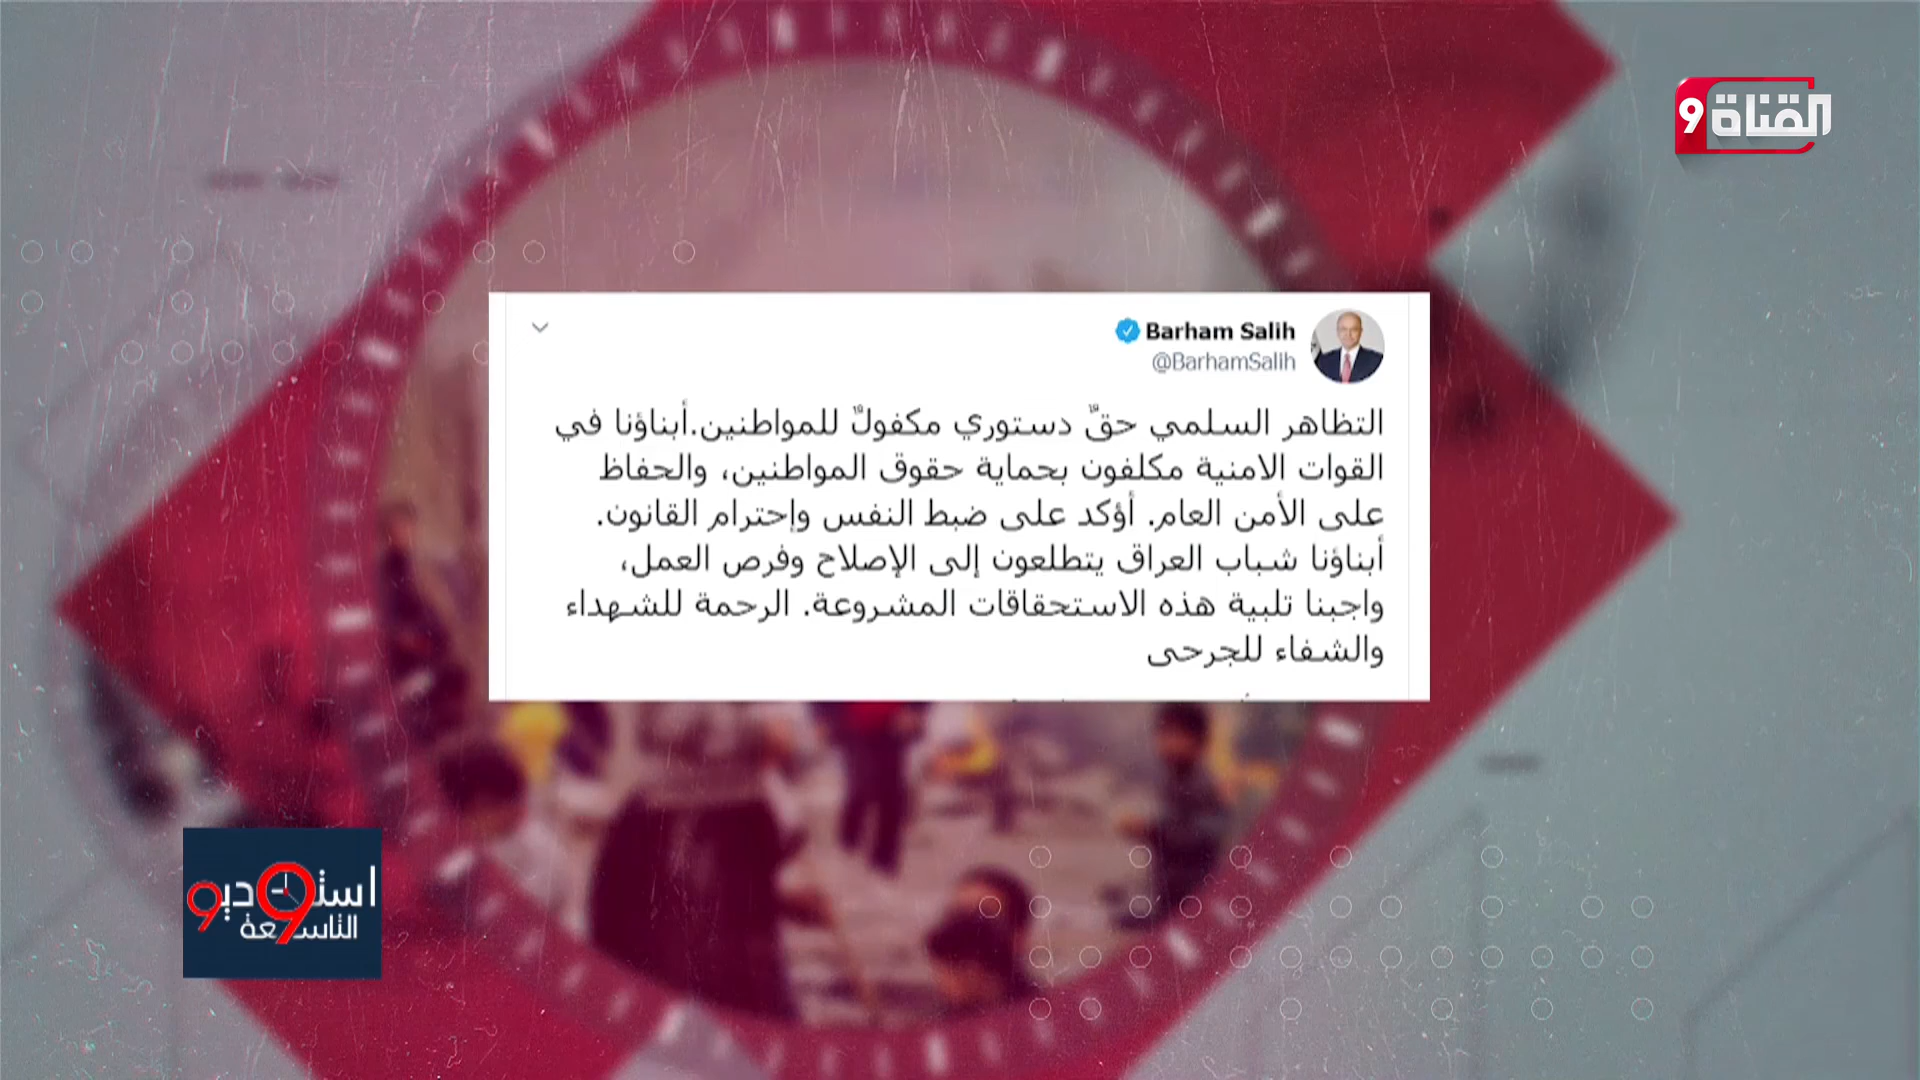 القناة 9
Barham Salih
@BarhamSalih
التظاهر السلمي حقٌ دستوري مكفولٌ للمواطنين.أبناؤنا في
القوات الامنية مكلفون بحماية حقوق المواطنين، والحفاظ
على الأمن العام. أؤكد على ضبط النفس وإحترام القانون.
أبناؤنا شباب العراق يتطلعون إلى الإصلاح وفرص العمل،
واجبنا تلبية هذه الاستحقاقات المشروعة. الرحمة للشهداء
والشفاء للجرحى
استوديو 9
التاسعة